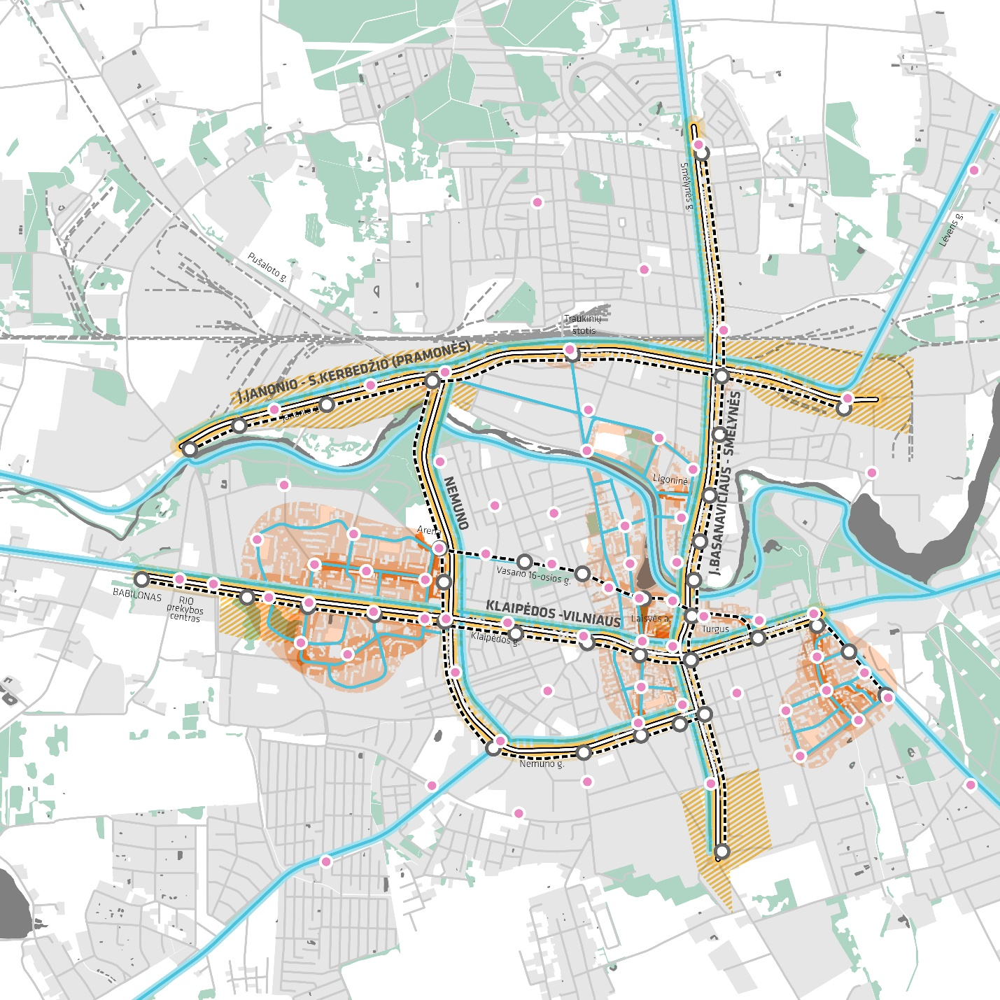 Smėlynės g.
Lėvens g.
Pušaloto g.
Traukinių
stotis
J.JANONIO - S.KERBEDŽIO (PRAMONĖS)
Janonio g.
J.BASANAVIČIAUS - SMĖLYNĖS
Ligoninė
NEMUNO
Arena
Vasario 16-osios g.
BABILONAS
RIO
prekybos
centras
KLAIPĖDOS -VILNIAUS
Laisvės a.
Turgus
Klaipėdos g.
Nemuno g.